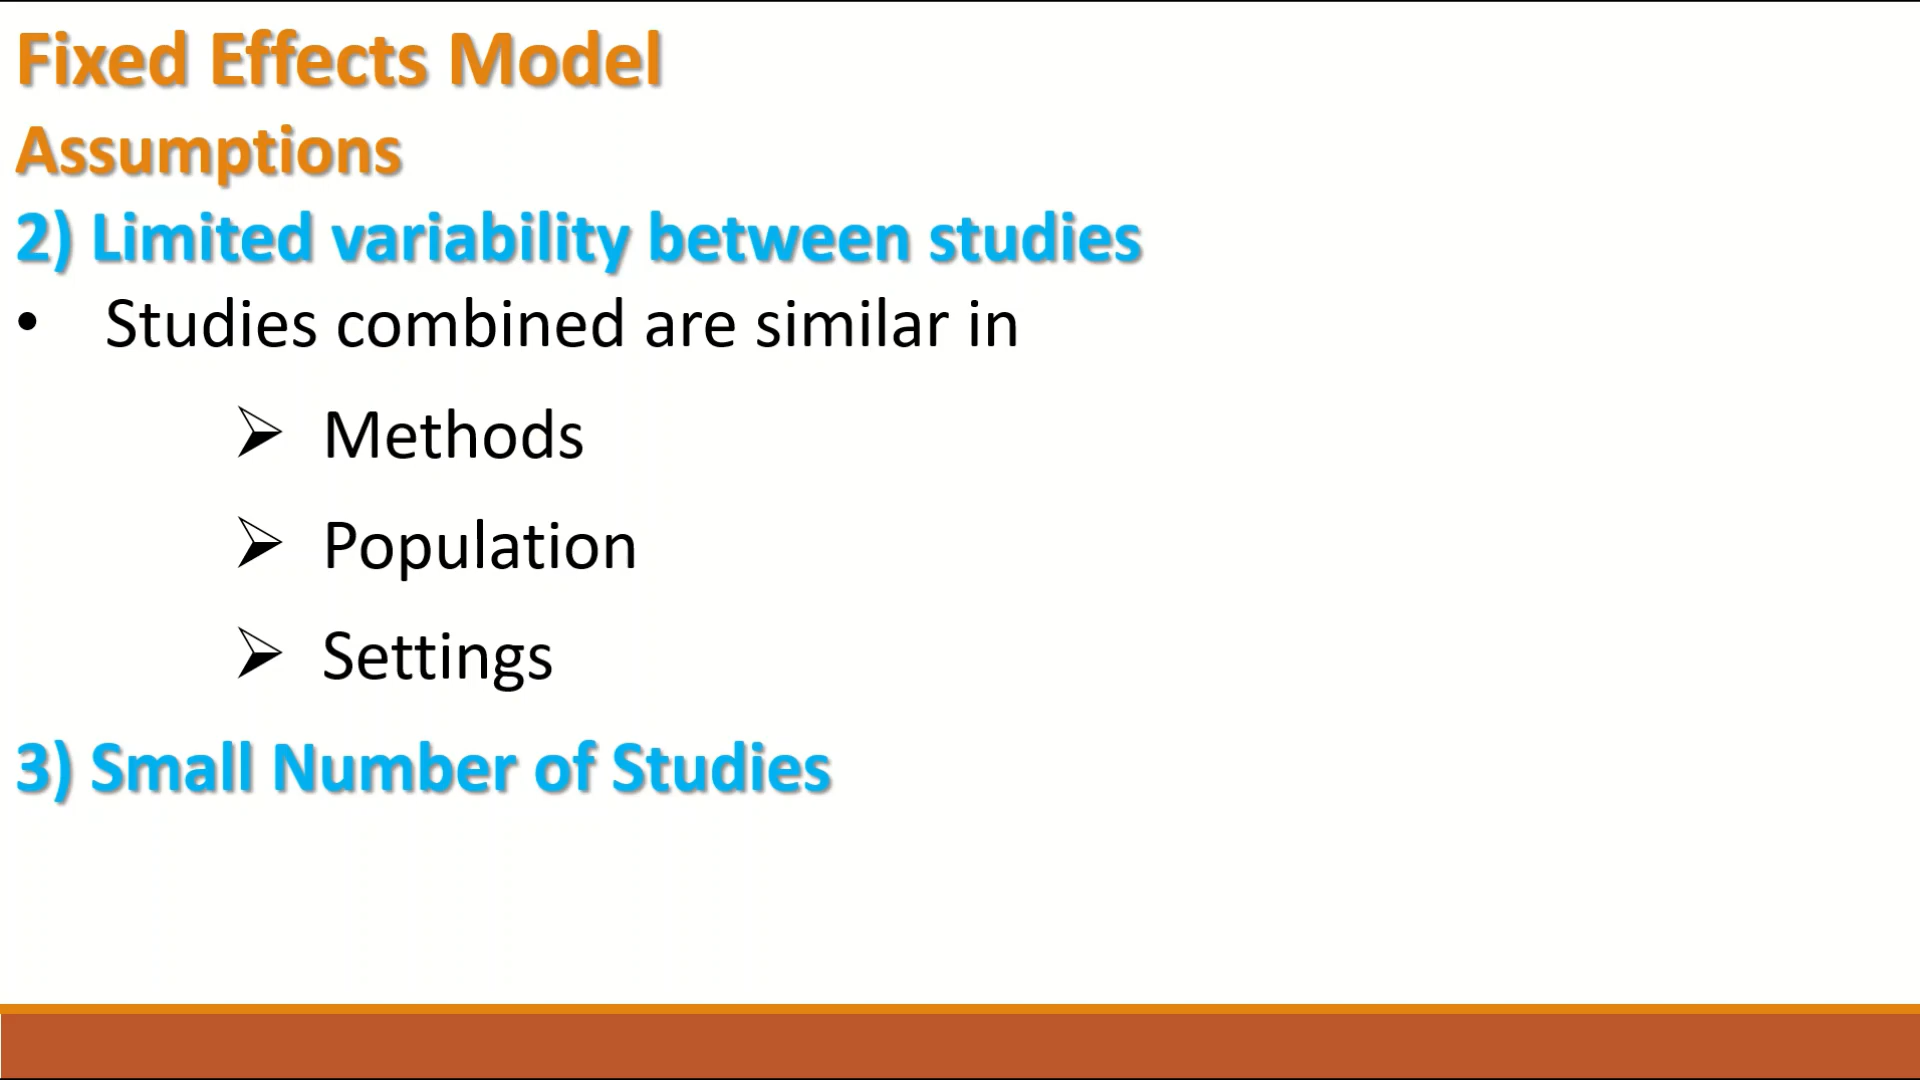 Fixed Effects Model
Assumptions
2) Limited variability between studies
• Studies combined are similar in
➢ Methods
➢ Population
➢ Settings
3) Small Number of Studies